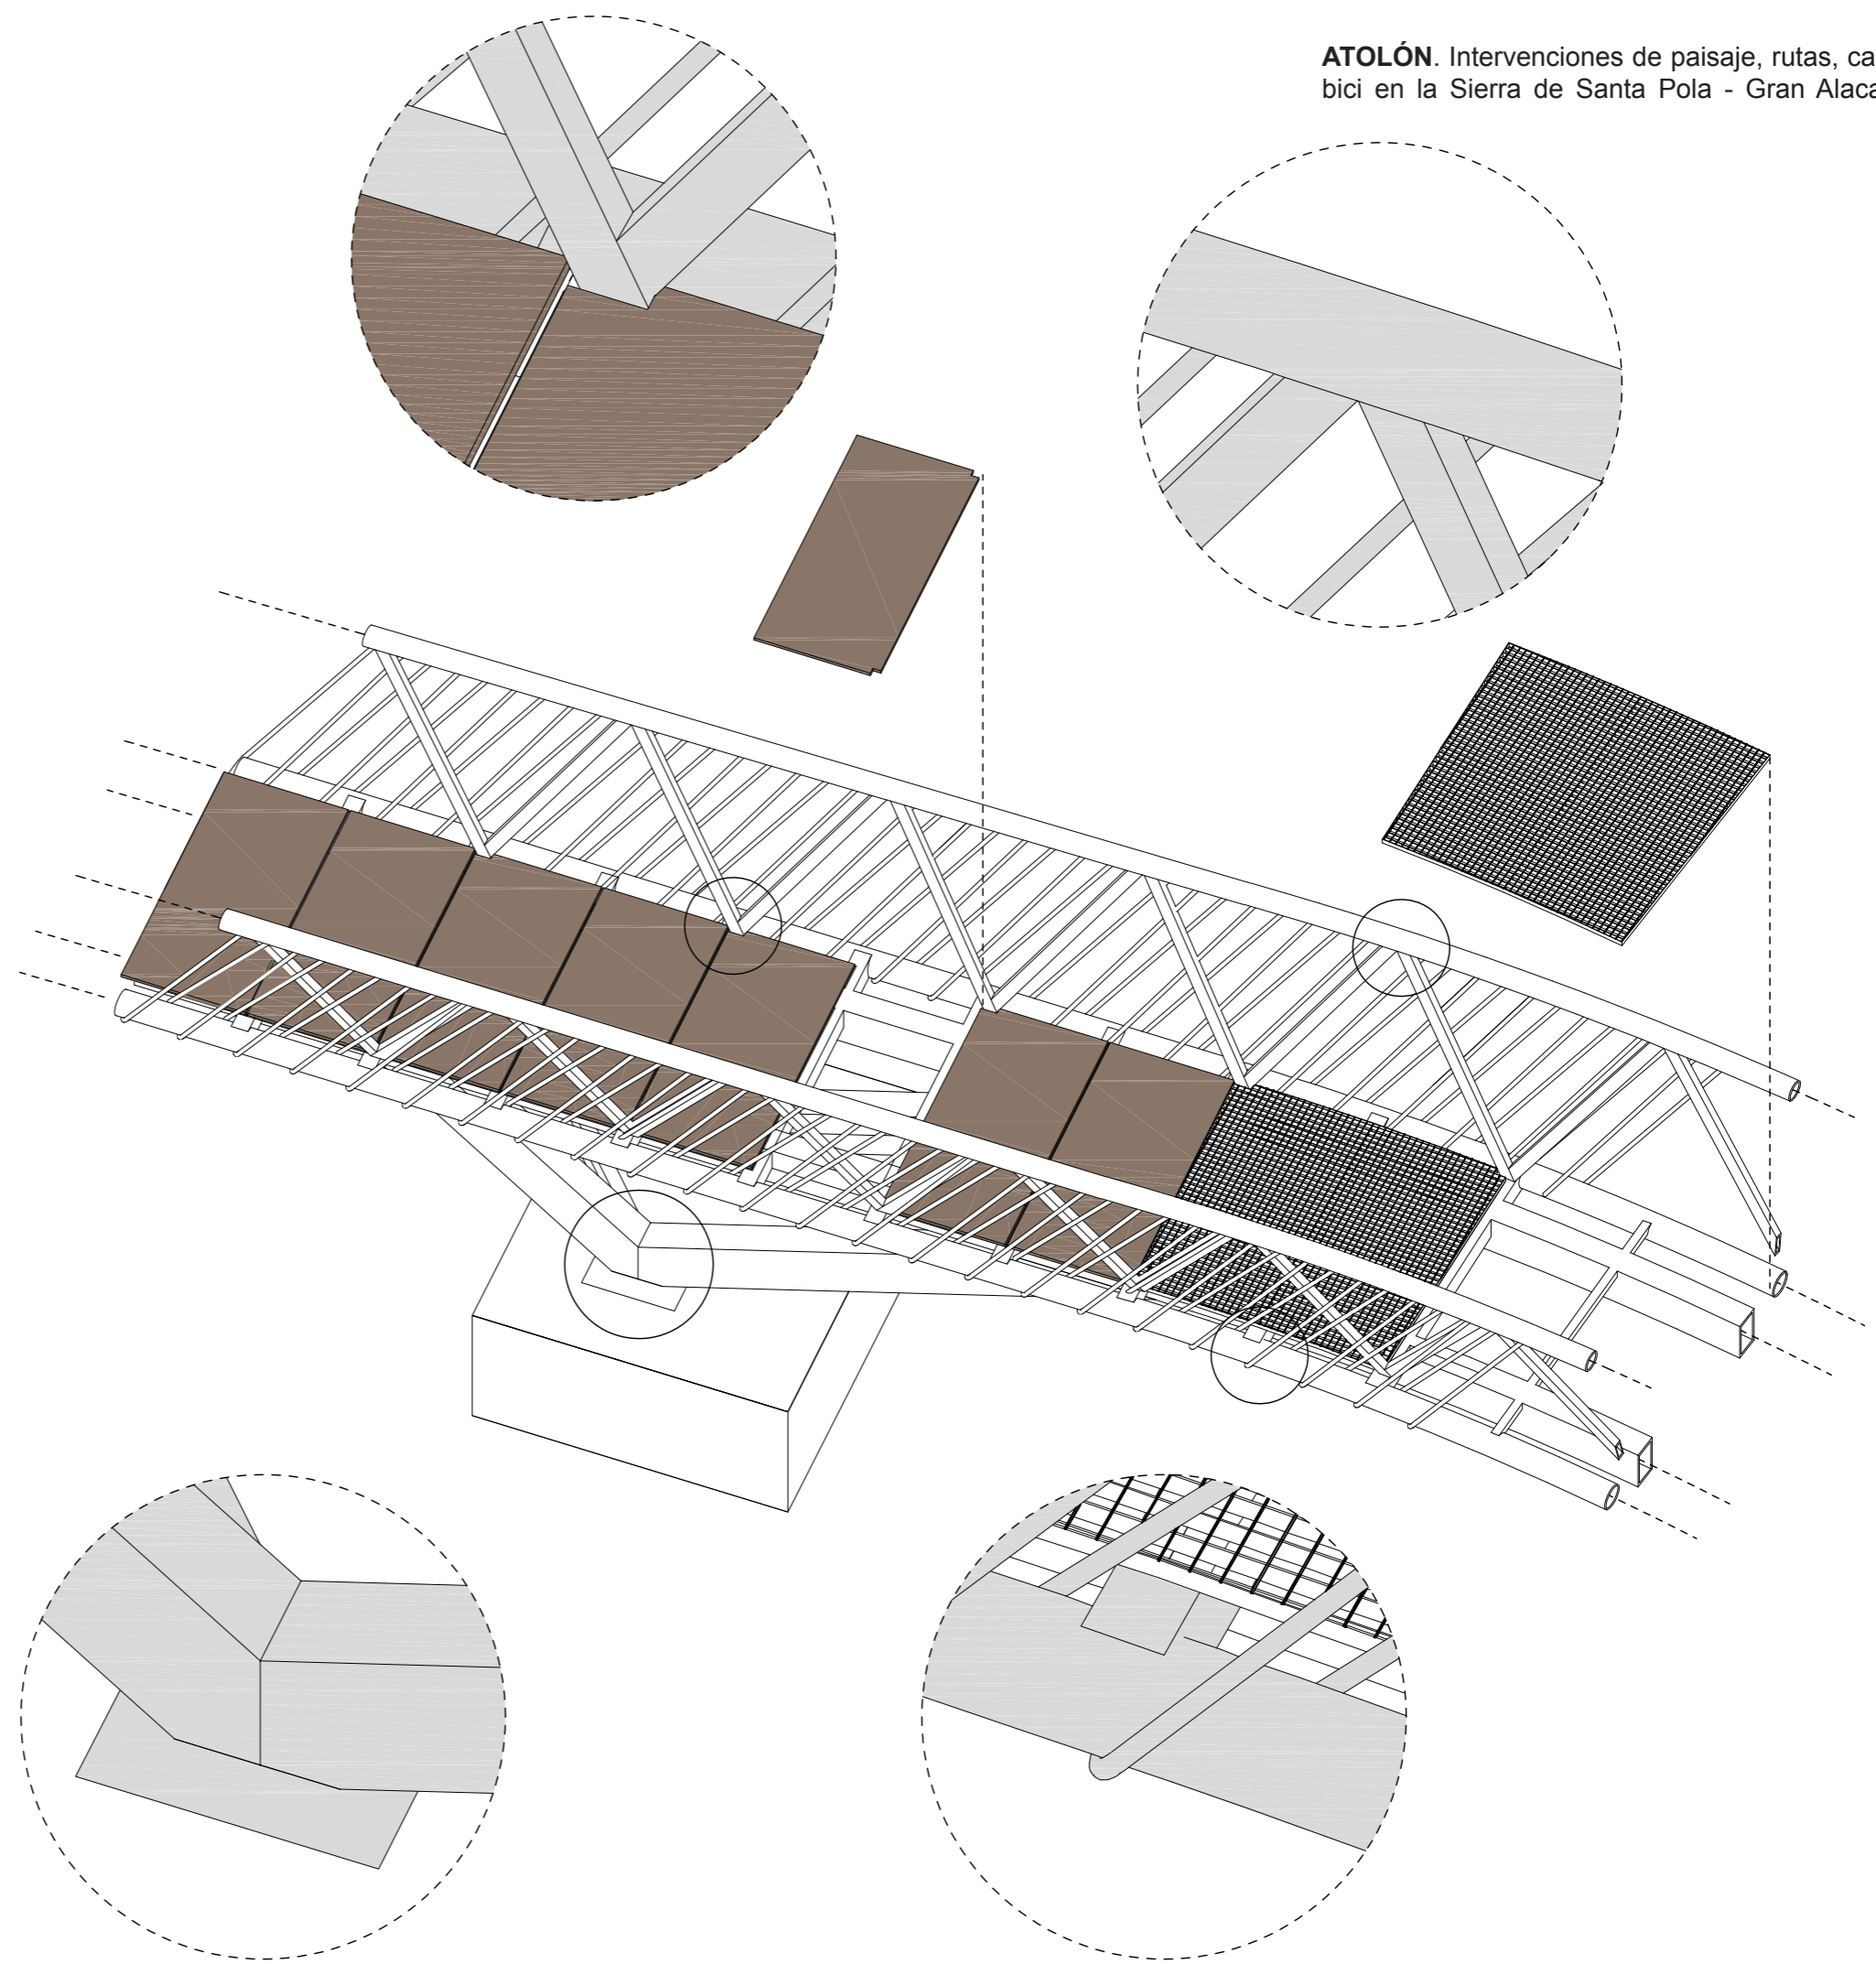 ATOLÓN. Intervenciones de paisaje, rutas, ca
bici en la Sierra de Santa Pola - Gran Alaca